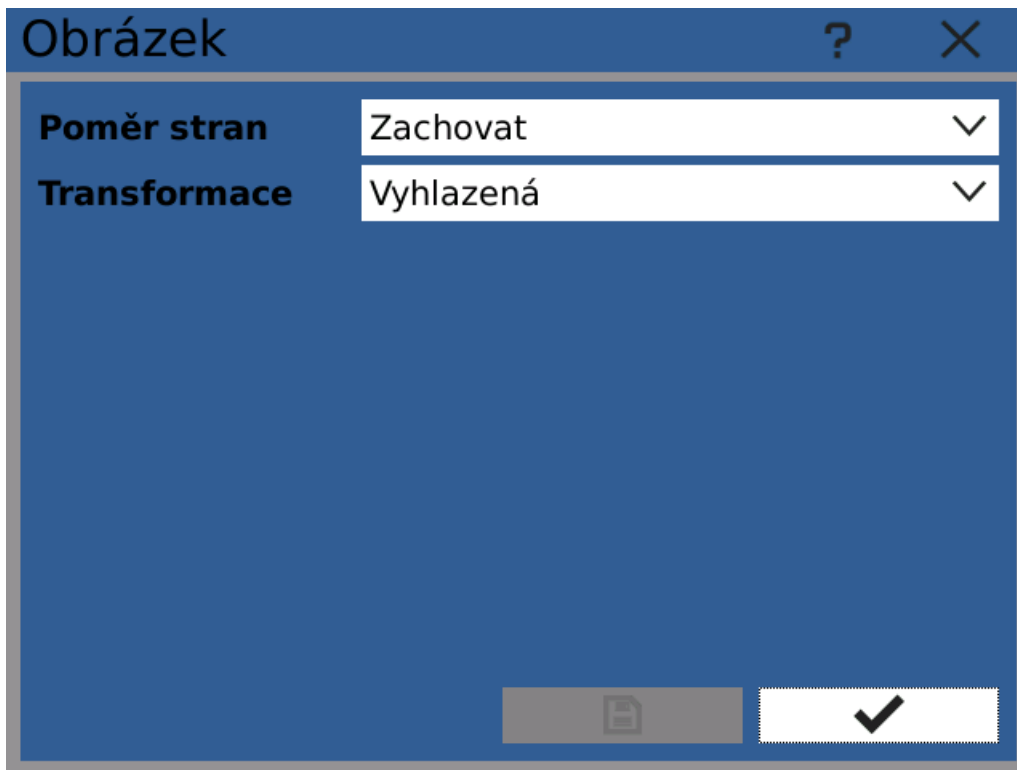 Obrázek ?
Poměr stran Zachovat
Transformace Vyhlazená